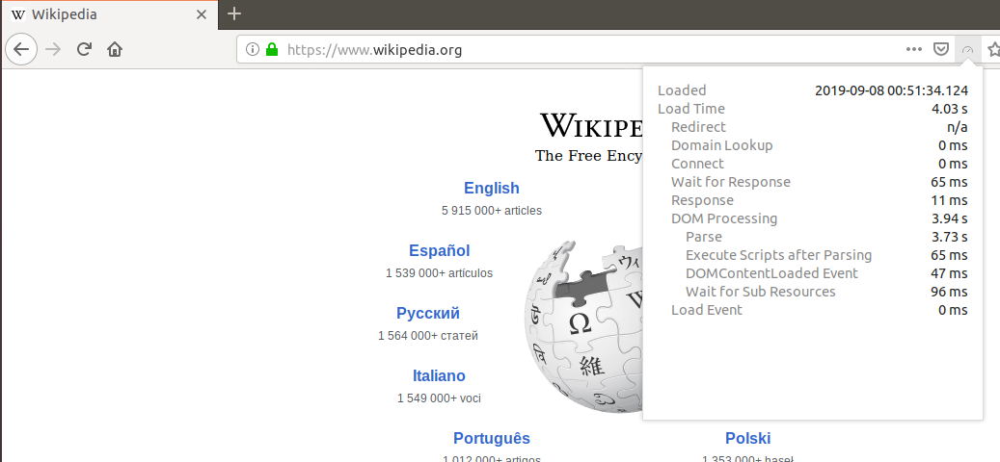 Wikipedia
https://www.wikipedia.org
Loaded 2019-09-08 00:51:34.124
Load Time 4.03 s
Redirect n/a
Domain Lookup 0 ms
Connect 0 ms
Wait for Response 65 ms
Response 11 ms
DOM Processing 3.94 s
Parse 3.73 s
Execute Scripts after Parsing 65 ms
DOMContentLoaded Event 47 ms
Wait for Sub Resources 96 ms
Load Event 0 ms
WIKIPE
The Free Ency
English
5 915 000+ articles
Español
1 539 000+ artículos
Русский
1 564 000+ статей
Italiano
1 549 000+ voci
Português
1 012 000+ artigos
Polski
1 353 000+ haseł
Ω
W
ウィ
維